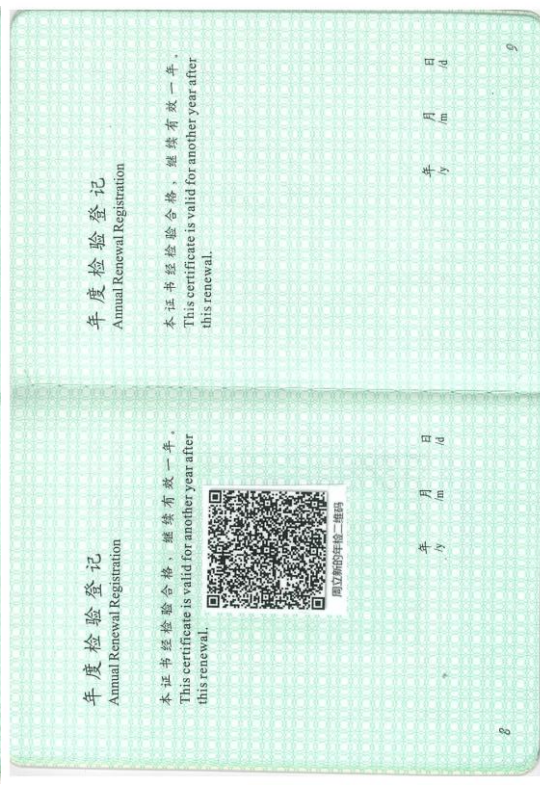 年度检验登记
Annual Renewal Registration
本证书经检验合格，继续有效一年。
This certificate is valid for another year after
this renewal.
周立新的年检二维码
年 月 日
/y /m /d
8
年度检验登记
Annual Renewal Registration
本证书经检验合格，继续有效一年。
This certificate is valid for another year after
this renewal.
年 月 日
/y /m /d
9